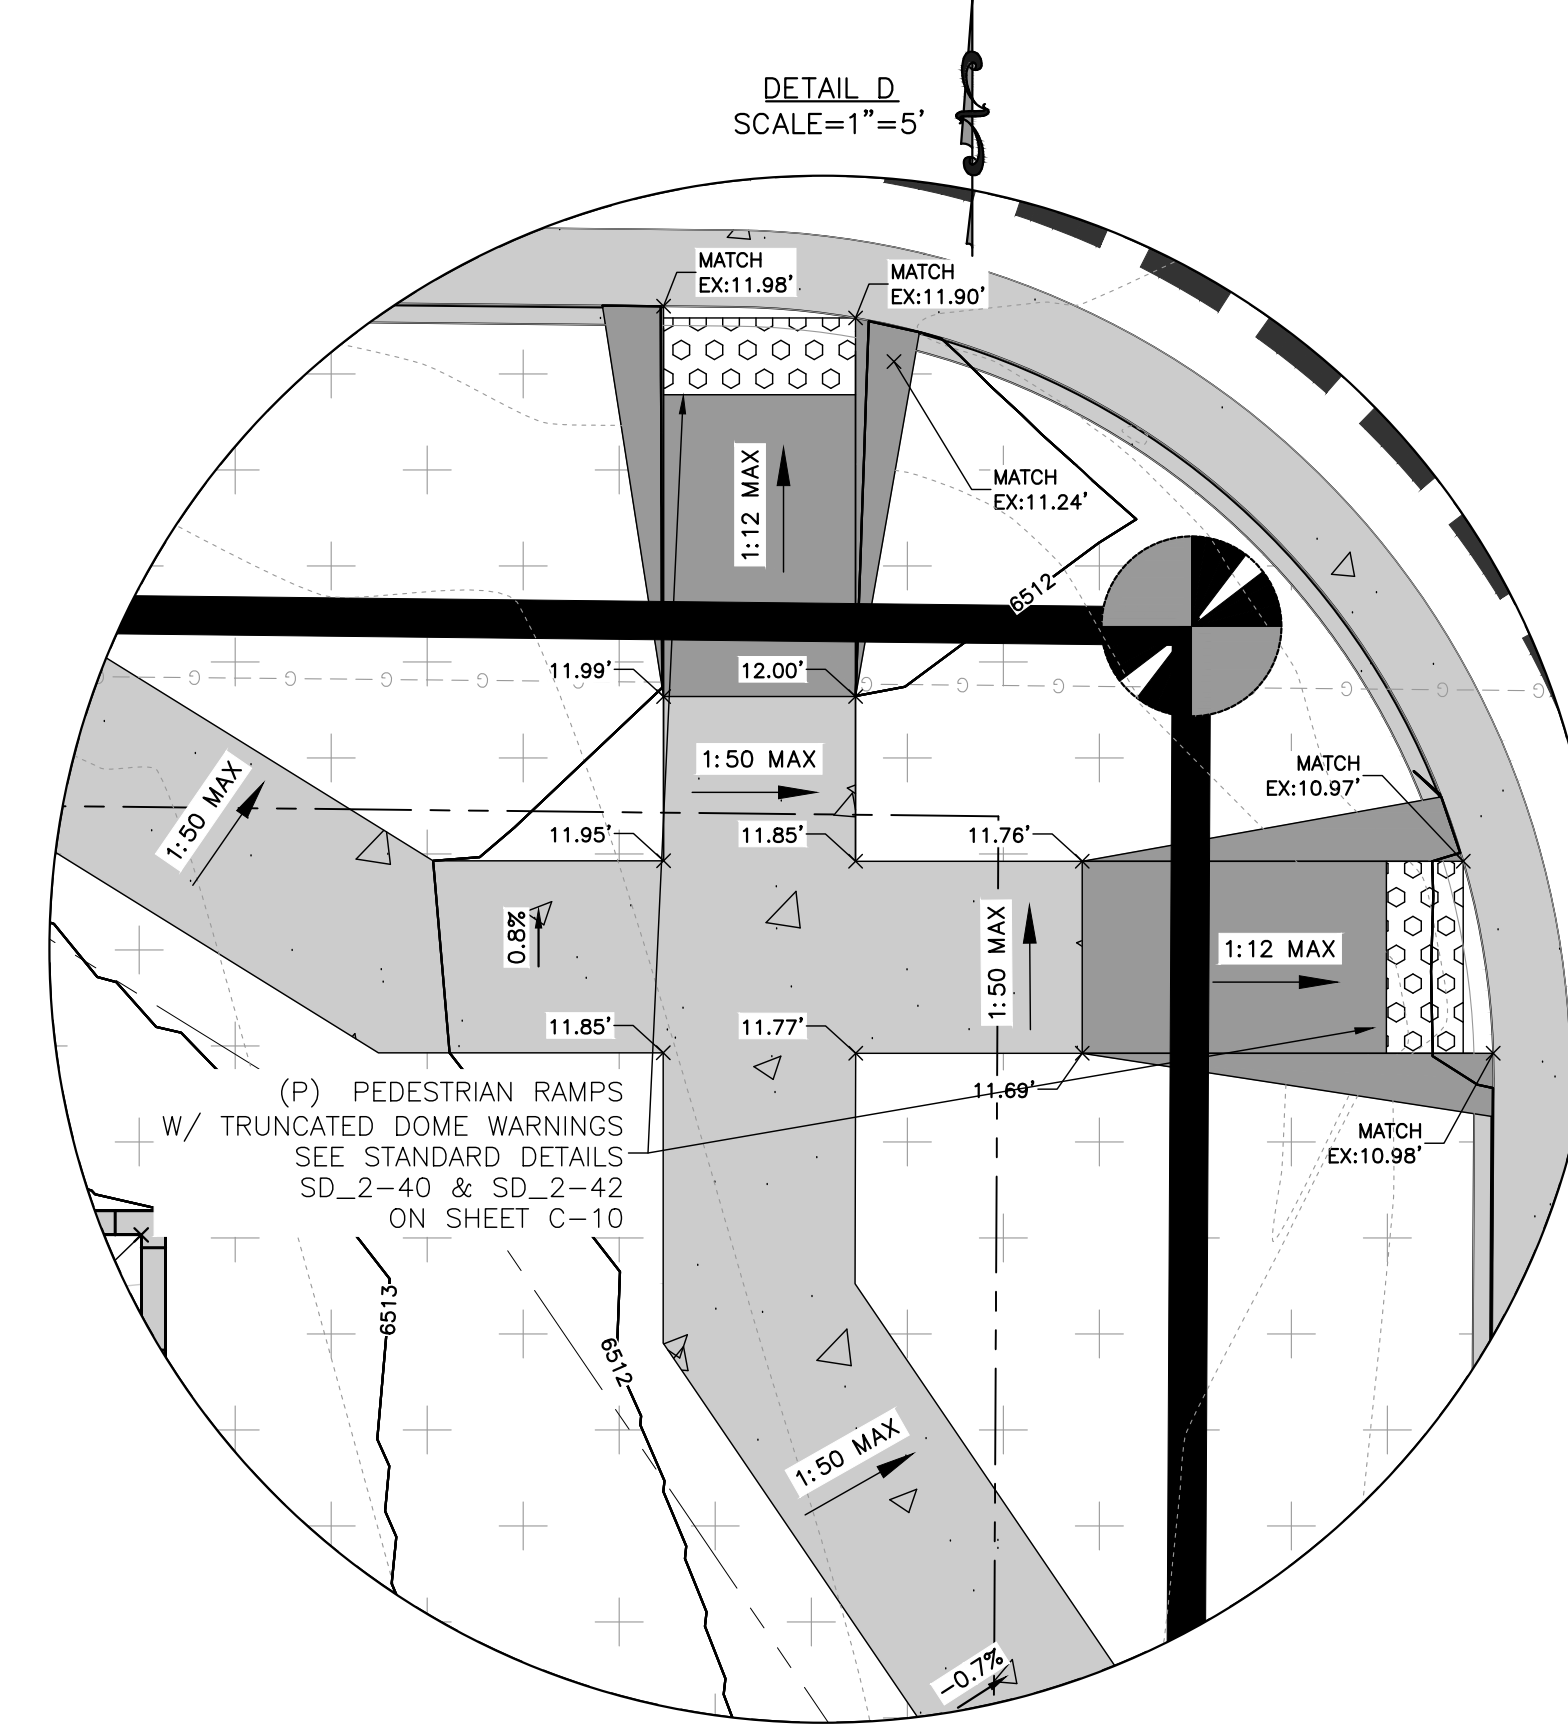 DETAIL D
SCALE=1"=5'
MATCH
EX:11.98'
MATCH
EX:11.90'
MATCH
EX:11.24'
1:12 MAX
6512
11.99'
12.00'
G G G G G G G G
1:50 MAX
MATCH
EX:10.97'
1:50 MAX
11.95'
11.85'
11.76'
0.8%
1:50 MAX
1:12 MAX
11.85'
11.77'
11.69'
(P) PEDESTRIAN RAMPS
W/ TRUNCATED DOME WARNINGS
SEE STANDARD DETAILS
SD_2-40 & SD_2-42
ON SHEET C-10
MATCH
EX:10.98'
6513
6512
1:50 MAX
-0.7%